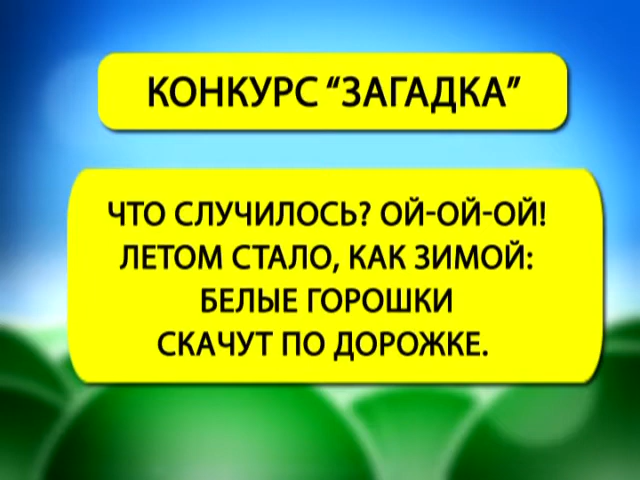 КОНКУРС “ЗАГАДКА”
ЧТО СЛУЧИЛОСЬ? ОЙ-ОЙ-ОЙ!
ЛЕТОМ СТАЛО, КАК ЗИМОЙ:
БЕЛЫЕ ГОРОШКИ
СКАЧУТ ПО ДОРОЖКЕ.